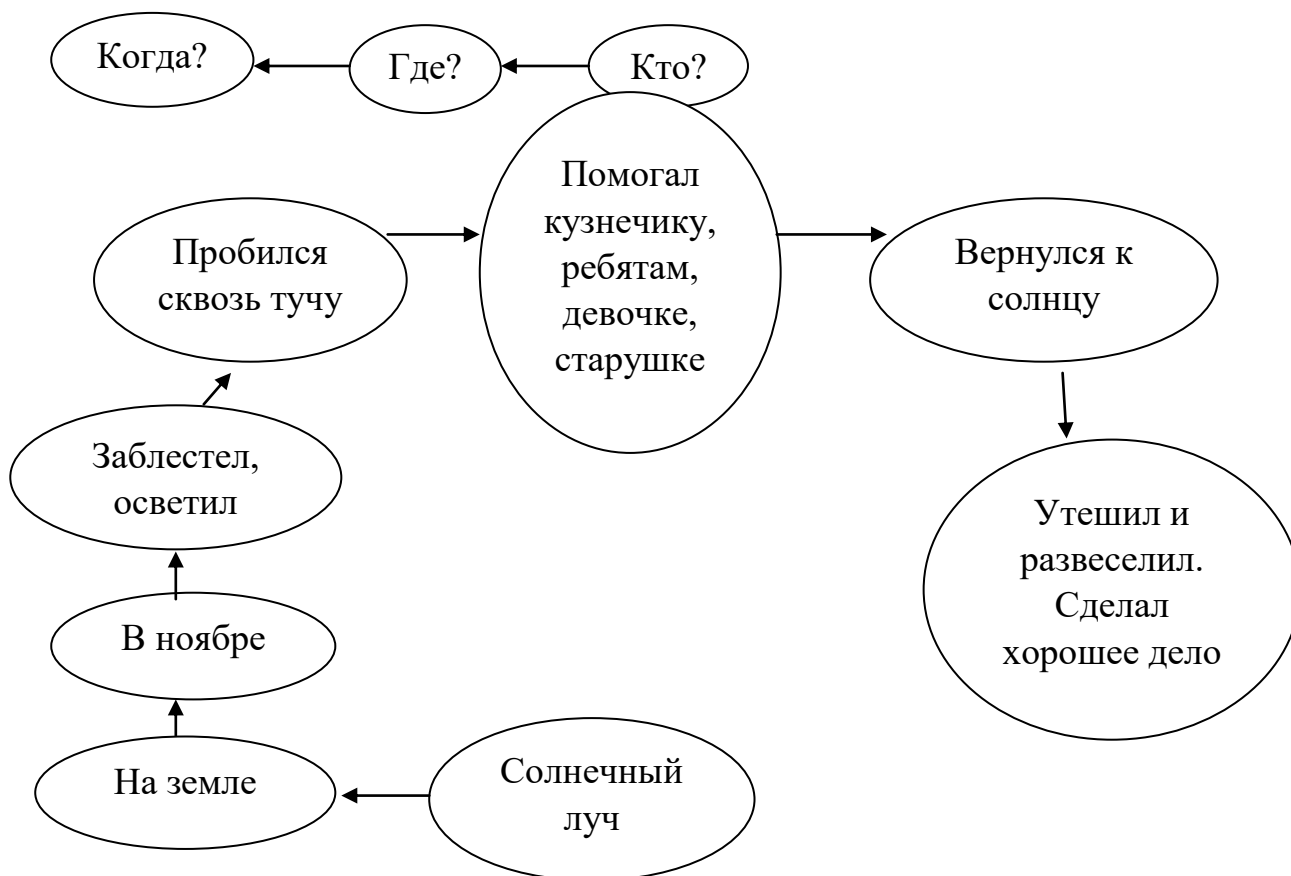 Когда?
Где?
Кто?
Помогал
кузнечику,
ребятам,
девочке,
старушке
Пробился
сквозь тучу
Вернулся к
солнцу
Заблестел,
осветил
Утешил и
развеселил.
Сделал
хорошее дело
В ноябре
На земле
Солнечный
луч